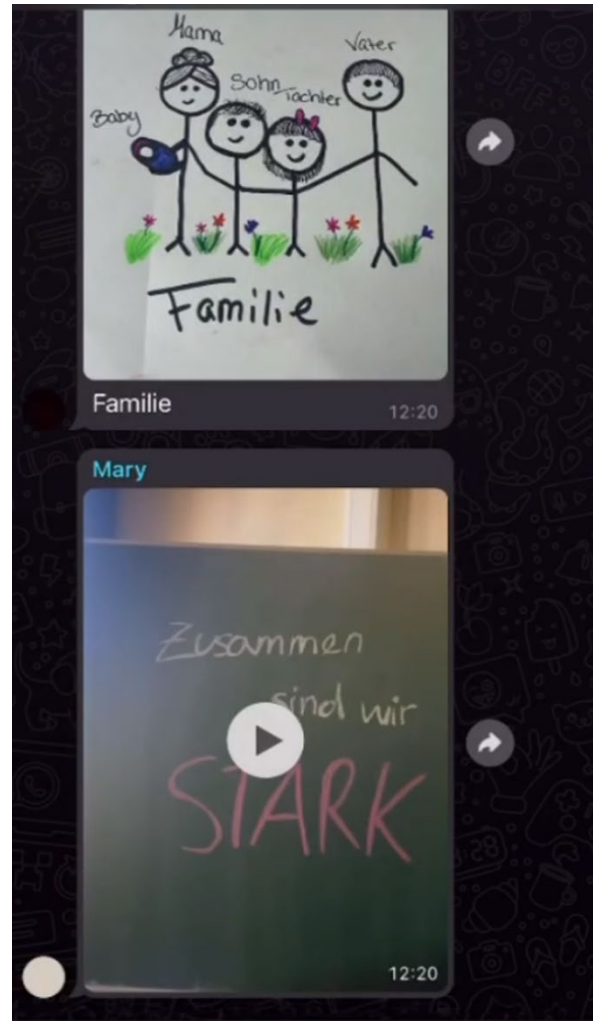 Mama
Vater
Sohn
Tochter
Baby
Familie
Familie
12:20
Mary
Zusammen
sind wir
STARK
12:20